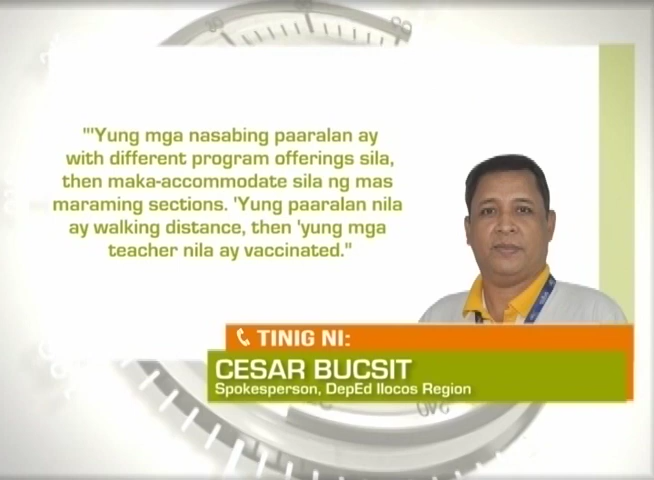 "'Yung mga nasabing paaralan ay
with different program offerings sila,
then maka-accommodate sila ng mas
maraming sections. 'Yung paaralan nila
ay walking distance, then 'yung mga
teacher nila ay vaccinated."
TINIG NI:
CESAR BUCSIT
Spokesperson, DepEd Ilocos Region